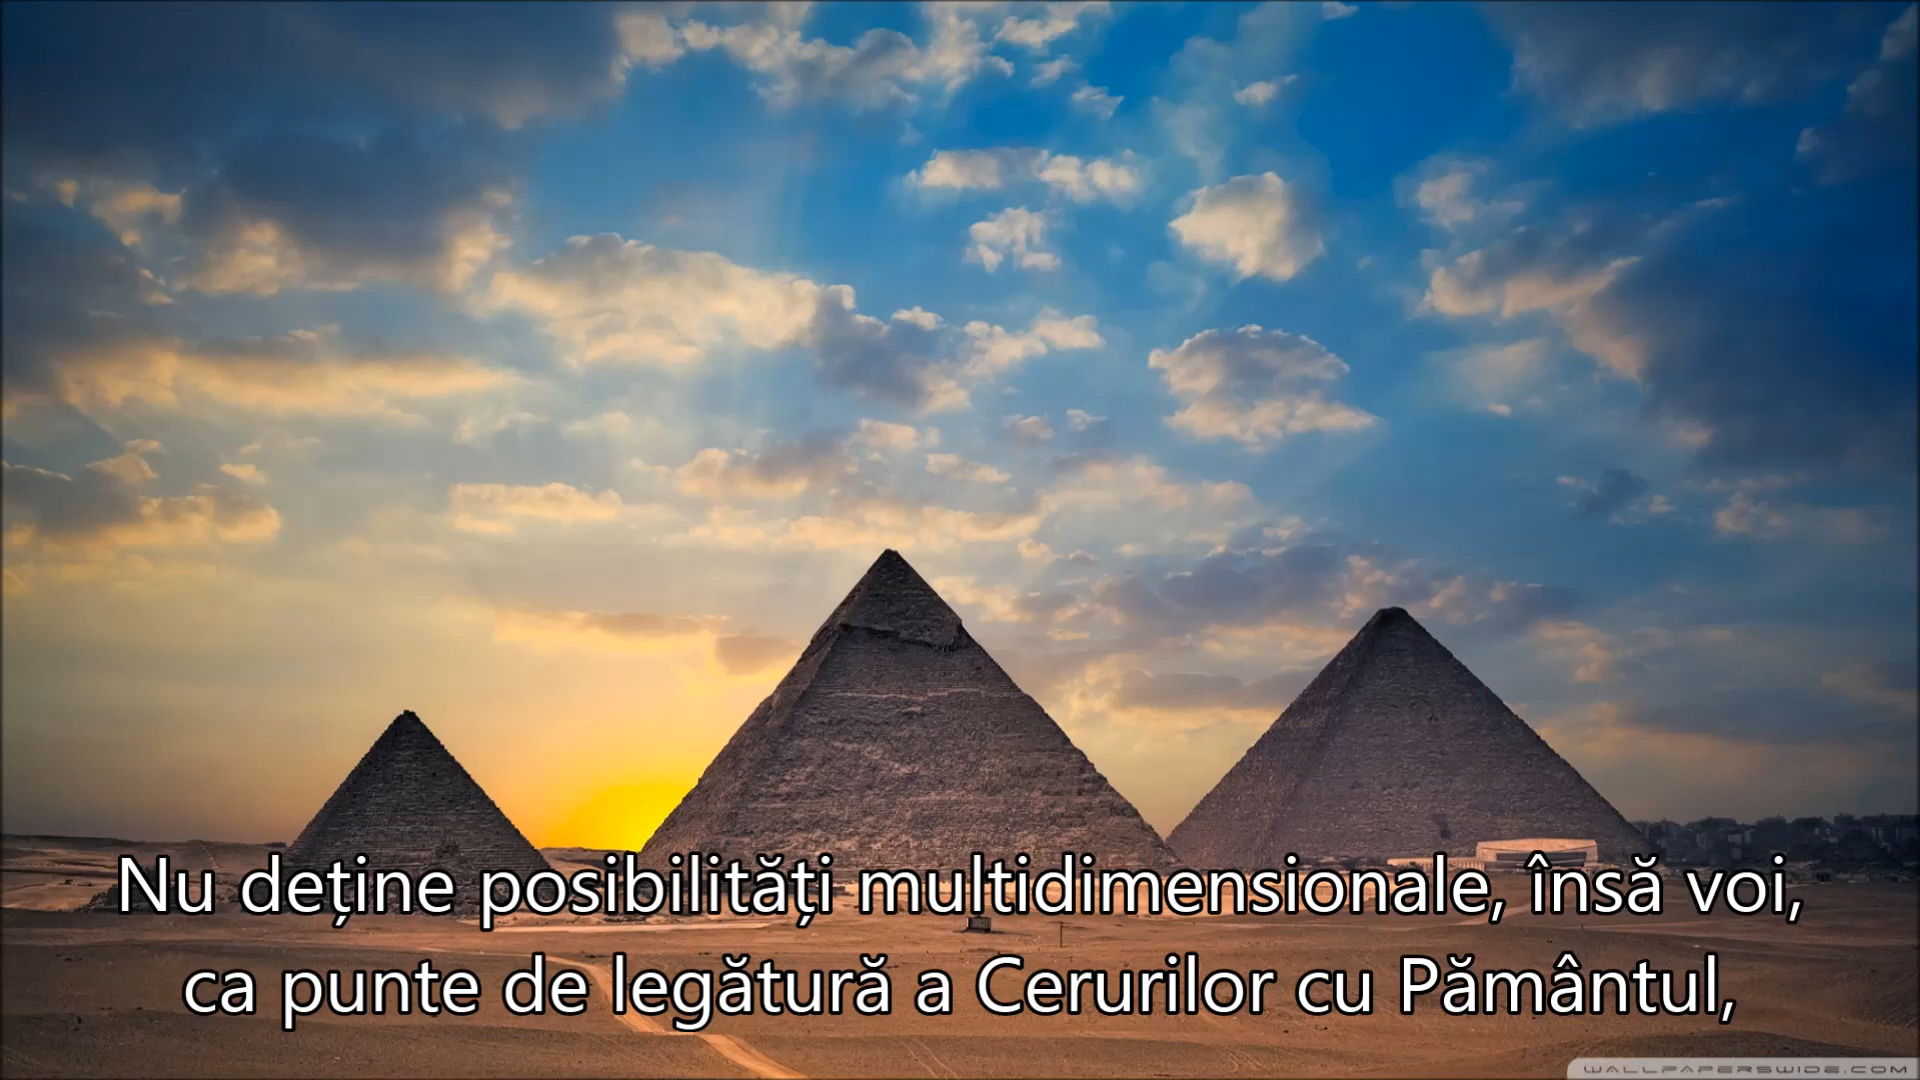 Nu deține posibilități multidimensionale, însă voi,
ca punte de legătură a Cerurilor cu Pământul,
WALLPAPERSWIDE.COM